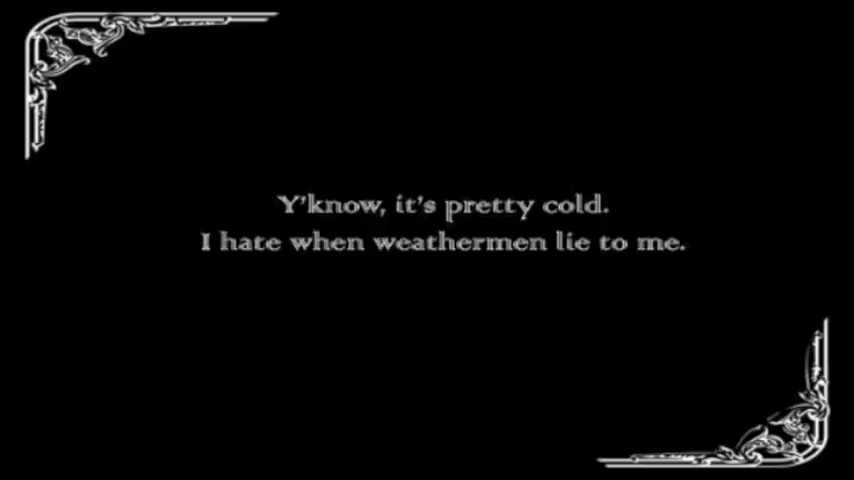 Y'know, it's pretty cold.
I hate when weathermen lie to me.